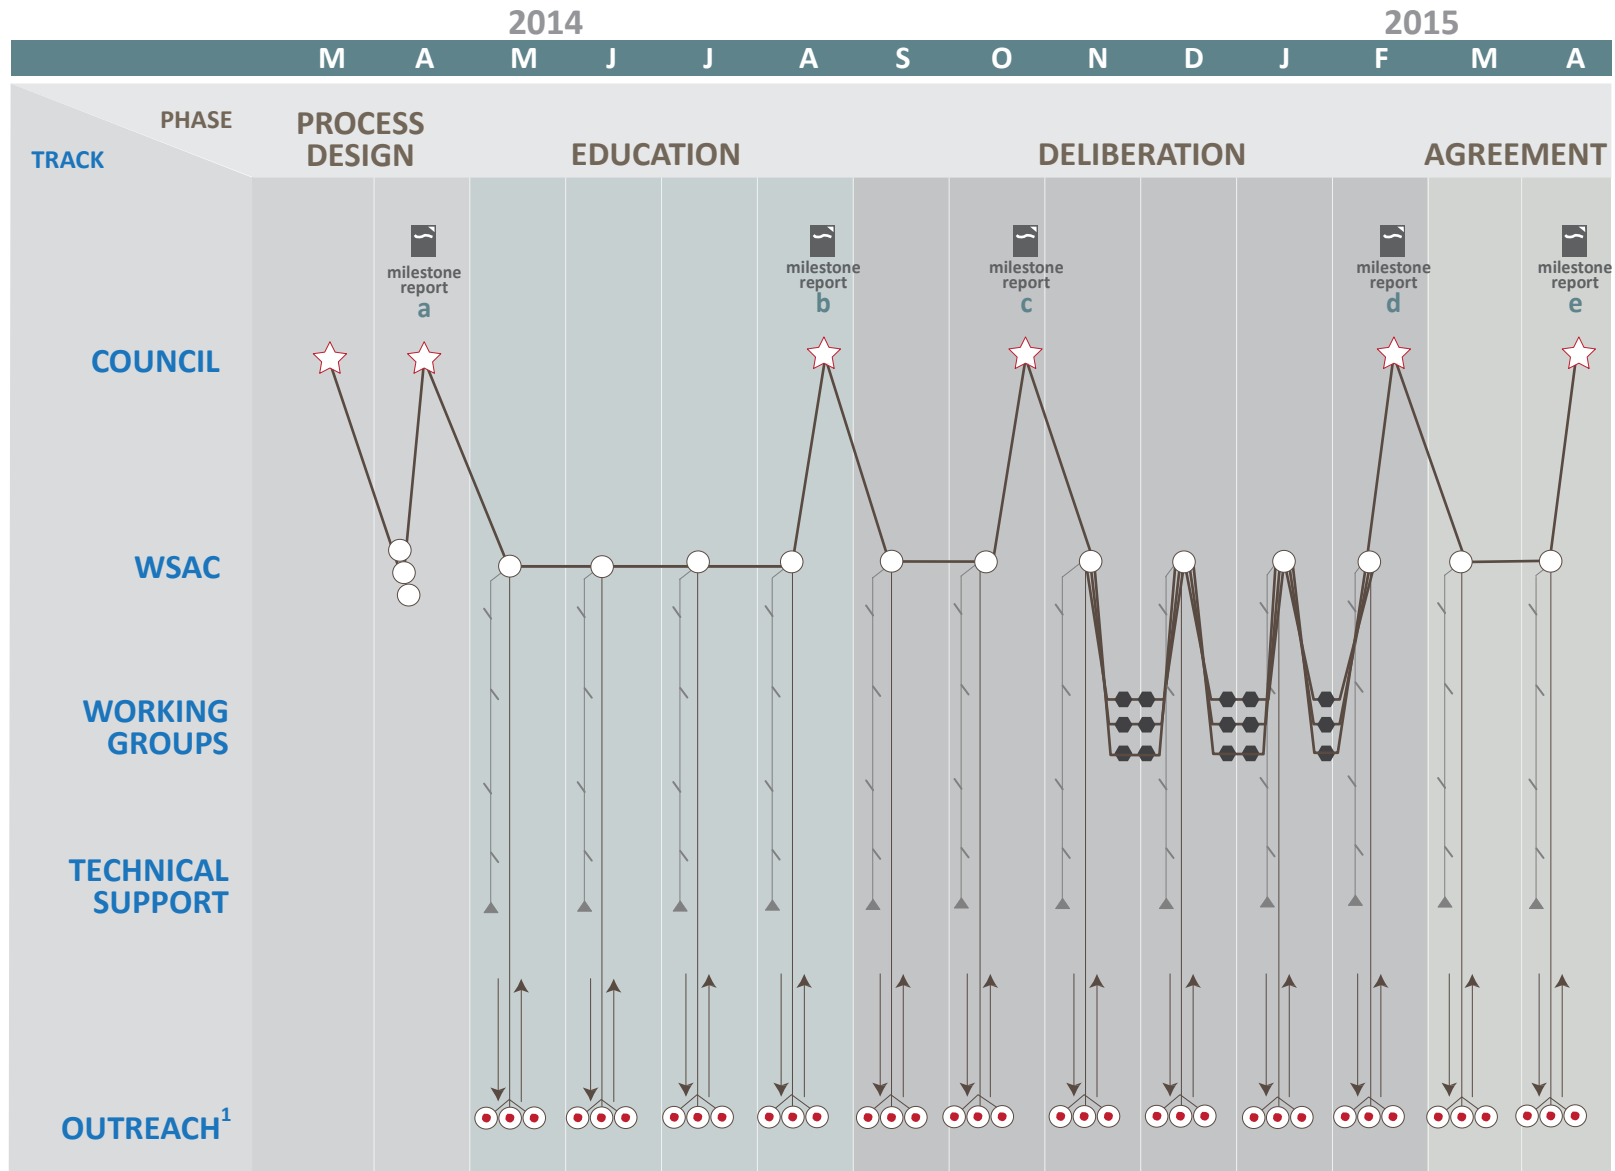 2014 2015
M A M J J A S O N D J F M A
PHASE
TRACK
PROCESS
DESIGN
EDUCATION
DELIBERATION
AGREEMENT
milestone
report
a
milestone
report
b
milestone
report
c
milestone
report
d
milestone
report
e
COUNCIL
WSAC
WORKING
GROUPS
TECHNICAL
SUPPORT
OUTREACH¹